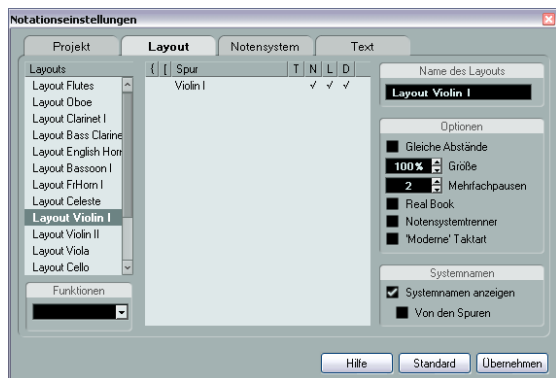 Notationseinstellungen
Projekt Layout Notensystem Text
Layouts
Layout Flutes
Layout Oboe
Layout Clarinet I
Layout Bass Clarine
Layout English Horr
Layout Bassoon I
Layout FrHorn I
Layout Celeste
Layout Violin I
Layout Violin II
Layout Viola
Layout Cello
Funktionen
{ [ Spur T N L D
Violin I √ √ √
Name des Layouts
Layout Violin I
Optionen
Gleiche Abstände
100% Größe
2 Mehrfachpausen
Real Book
Notensystemtrenner
'Moderne' Taktart
Systemnamen
Systemnamen anzeigen
Von den Spuren
Hilfe Standard Übernehmen